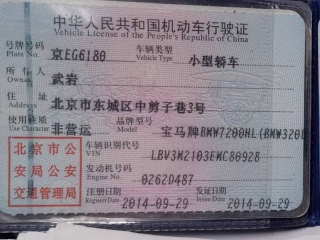 中华人民共和国机动车行驶证
Vehicle License of the People's Republic of China
号牌号码 京EG6180 车辆类型 小型轿车
Plate No. Vehicle Type
所有人 武岩
Owner
住址 北京市东城区中剪子巷3号
Address
使用性质 非营运 品牌型号 宝马牌BMW7200HL(BMW320L
Use Character Model
北京市公
安局公安
交通管理局
车辆识别代号 LBV3M2103EMC80928
VIN
发动机号码 0262D487
Engine No.
注册日期 2014-09-29 发证日期 2014-09-29
Register Date Issue Date